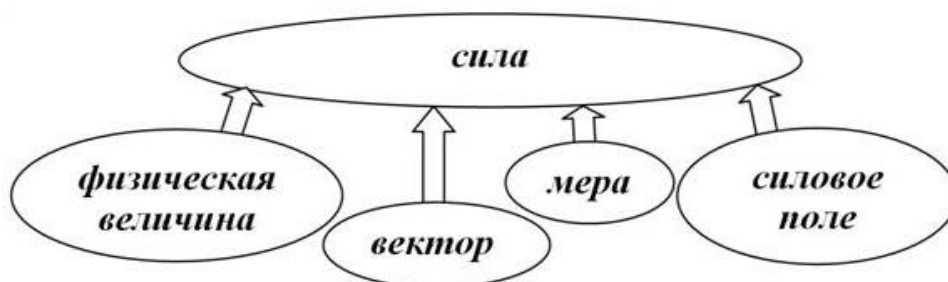 сила
физическая
величина
вектор
мера
силовое
поле